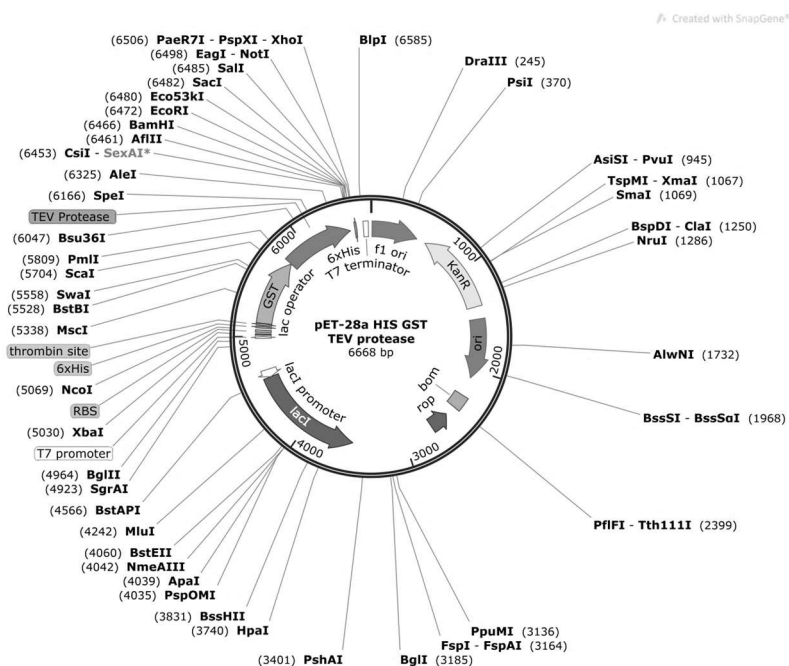 Created with SnapGene®
(6506) PaeR7I - PspXI - XhoI
(6498) EagI - NotI
(6485) SalI
(6482) SacI
(6480) Eco53kI
(6472) EcoRI
(6466) BamHI
(6461) AflII
(6453) CsiI - SexAI*
(6325) AleI
(6166) SpeI
TEV Protease
(6047) Bsu36I
(5809) PmlI
(5704) ScaI
(5558) SwaI
(5528) BstBI
(5338) MscI
thrombin site
6xHis
(5069) NcoI
RBS
(5030) XbaI
T7 promoter
(4964) BglII
(4923) SgrAI
(4566) BstAPI
(4242) MluI
(4060) BstEII
(4042) NmeAIII
(4039) ApaI
(4035) PspOMI
(3831) BssHII
(3740) HpaI
(3401) PshAI
BlpI (6585)
DraIII (245)
PsiI (370)
AsiSI - PvuI (945)
TspMI - XmaI (1067)
SmaI (1069)
BspDI - ClaI (1250)
NruI (1286)
AlwNI (1732)
BssSI - BssSαI (1968)
PflFI - Tth111I (2399)
PpuMI (3136)
FspI - FspAI (3164)
BglI (3185)
6000
1000
2000
3000
4000
5000
6xHis
T7 terminator
f1 ori
KanR
ori
bom
rop
lacI
lacI promoter
lac operator
GST
pET-28a HIS GST
TEV protease
6668 bp